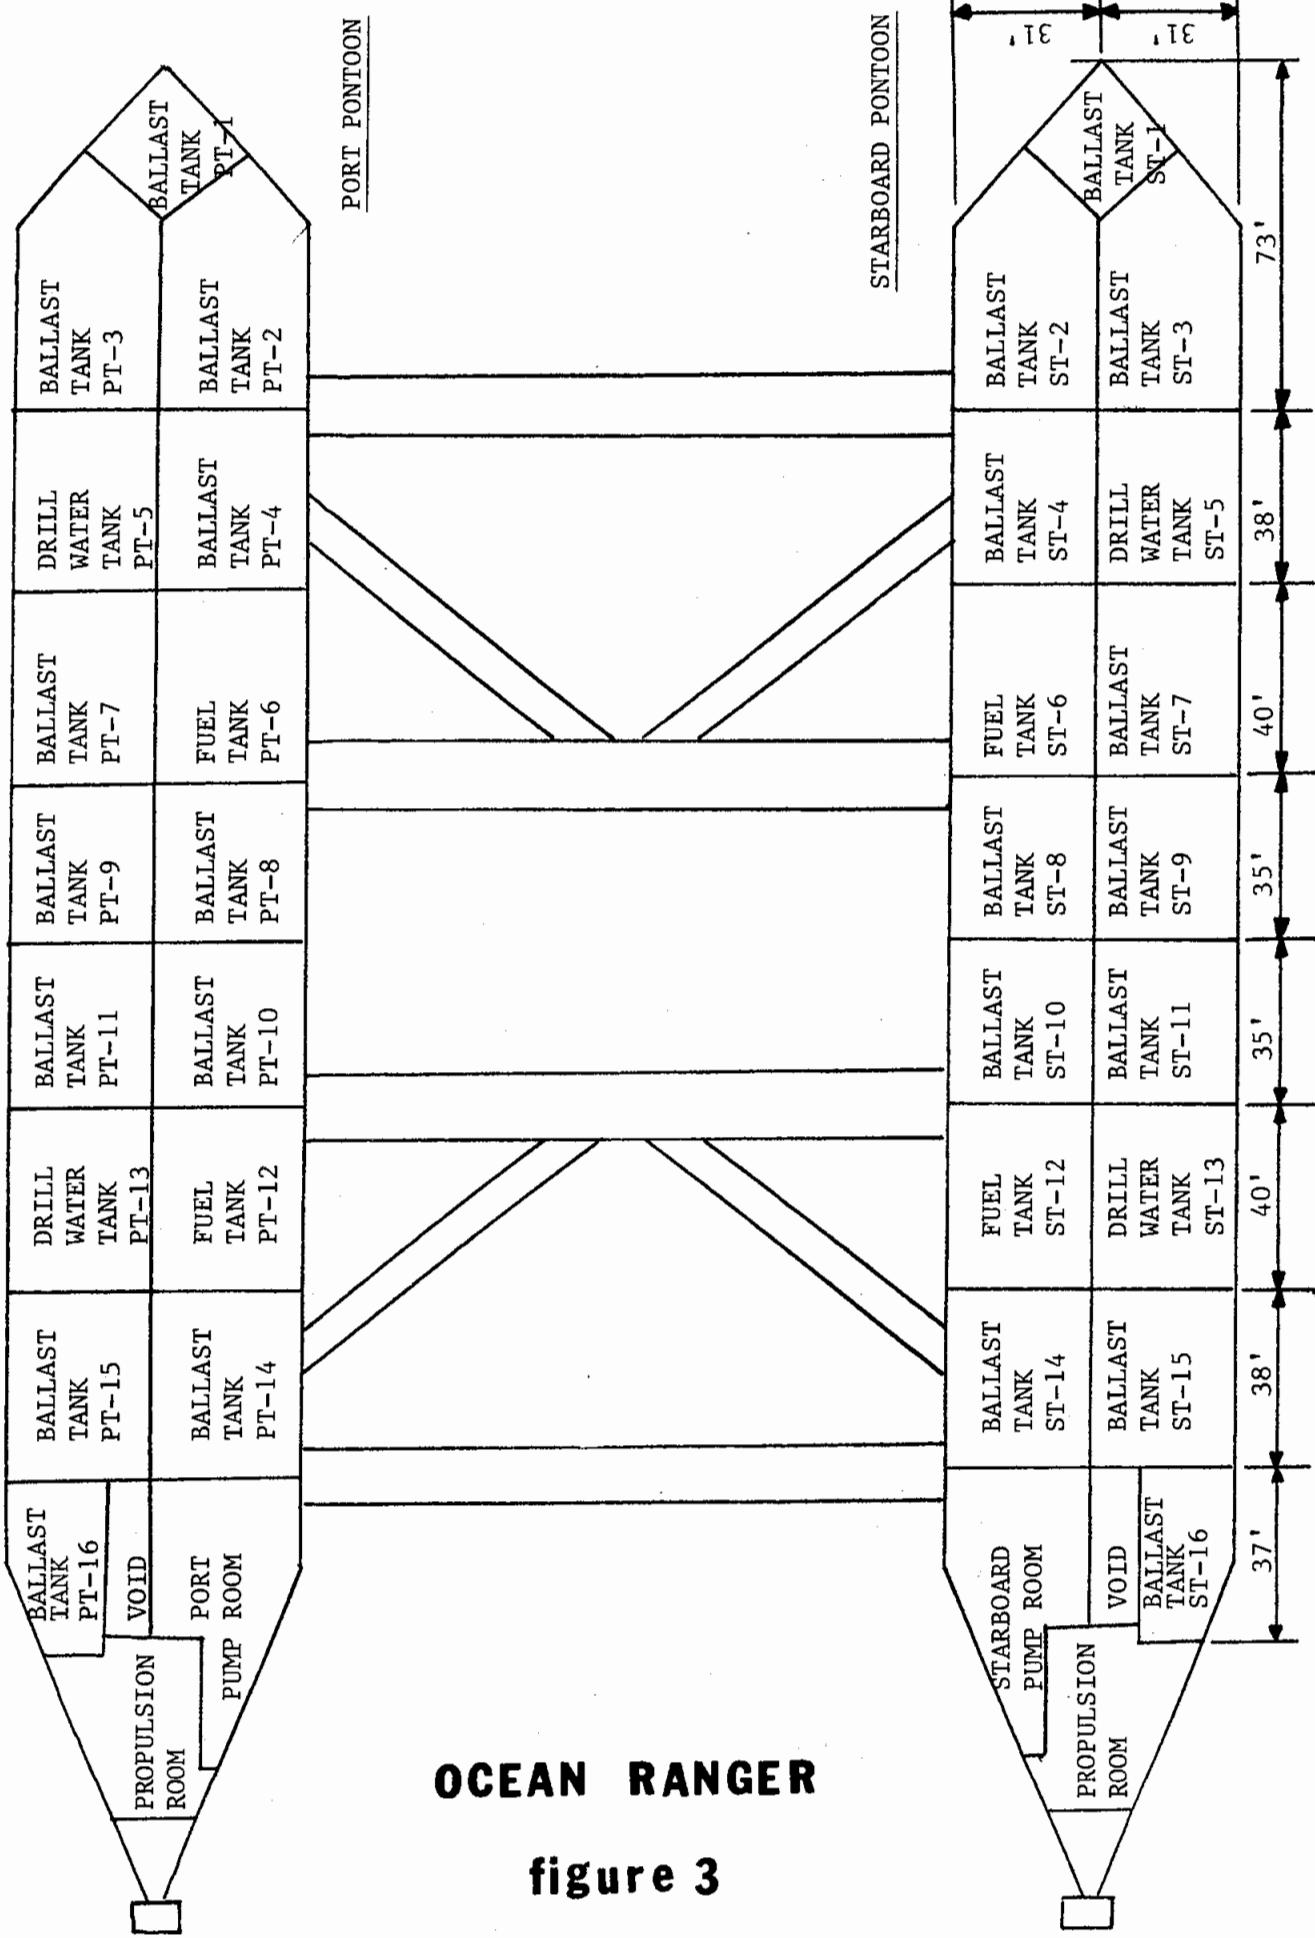 BALLAST
TANK
PT-1
PORT PONTOON
BALLAST
TANK
PT-3
BALLAST
TANK
PT-2
DRILL
WATER
TANK
PT-5
BALLAST
TANK
PT-4
BALLAST
TANK
PT-7
FUEL
TANK
PT-6
BALLAST
TANK
PT-9
BALLAST
TANK
PT-8
BALLAST
TANK
PT-11
BALLAST
TANK
PT-10
DRILL
WATER
TANK
PT-13
FUEL
TANK
PT-12
BALLAST
TANK
PT-15
BALLAST
TANK
PT-14
BALLAST
TANK
PT-16
VOID
PORT
PUMP ROOM
PROPULSION
ROOM
STARBOARD PONTOON
31'
31'
BALLAST
TANK
ST-1
73'
BALLAST
TANK
ST-2
BALLAST
TANK
ST-3
BALLAST
TANK
ST-4
DRILL
WATER
TANK
ST-5
38'
FUEL
TANK
ST-6
BALLAST
TANK
ST-7
40'
BALLAST
TANK
ST-8
BALLAST
TANK
ST-9
35'
BALLAST
TANK
ST-10
BALLAST
TANK
ST-11
35'
FUEL
TANK
ST-12
DRILL
WATER
TANK
ST-13
40'
BALLAST
TANK
ST-14
BALLAST
TANK
ST-15
38'
STARBOARD
PUMP ROOM
VOID
BALLAST
TANK
ST-16
37'
PROPULSION
ROOM
OCEAN RANGER
figure 3